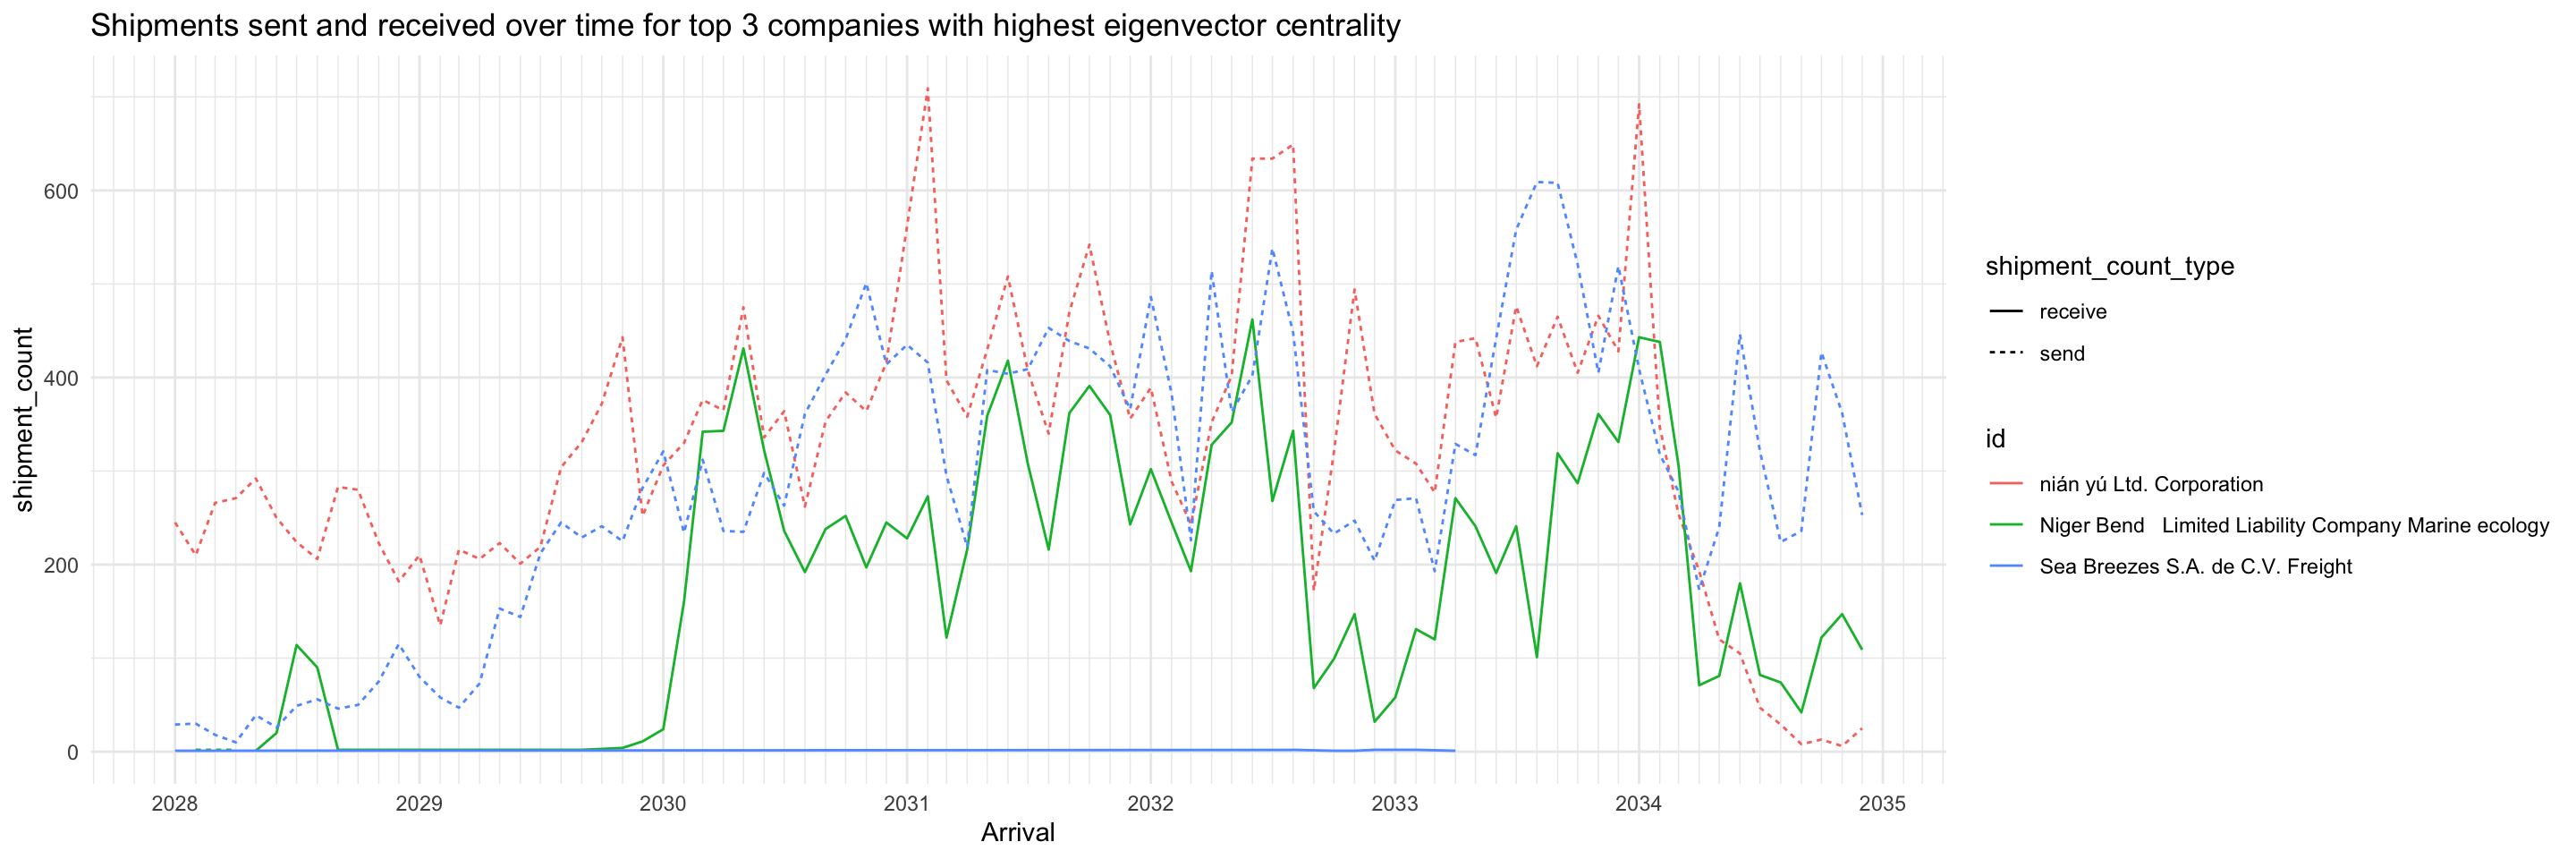 Shipments sent and received over time for top 3 companies with highest eigenvector centrality
shipment_count
600
400
200
0
2028 2029 2030 2031 2032 2033 2034 2035
Arrival
shipment_count_type
receive
send
id
nián yú Ltd. Corporation
Niger Bend   Limited Liability Company Marine ecology
Sea Breezes S.A. de C.V. Freight